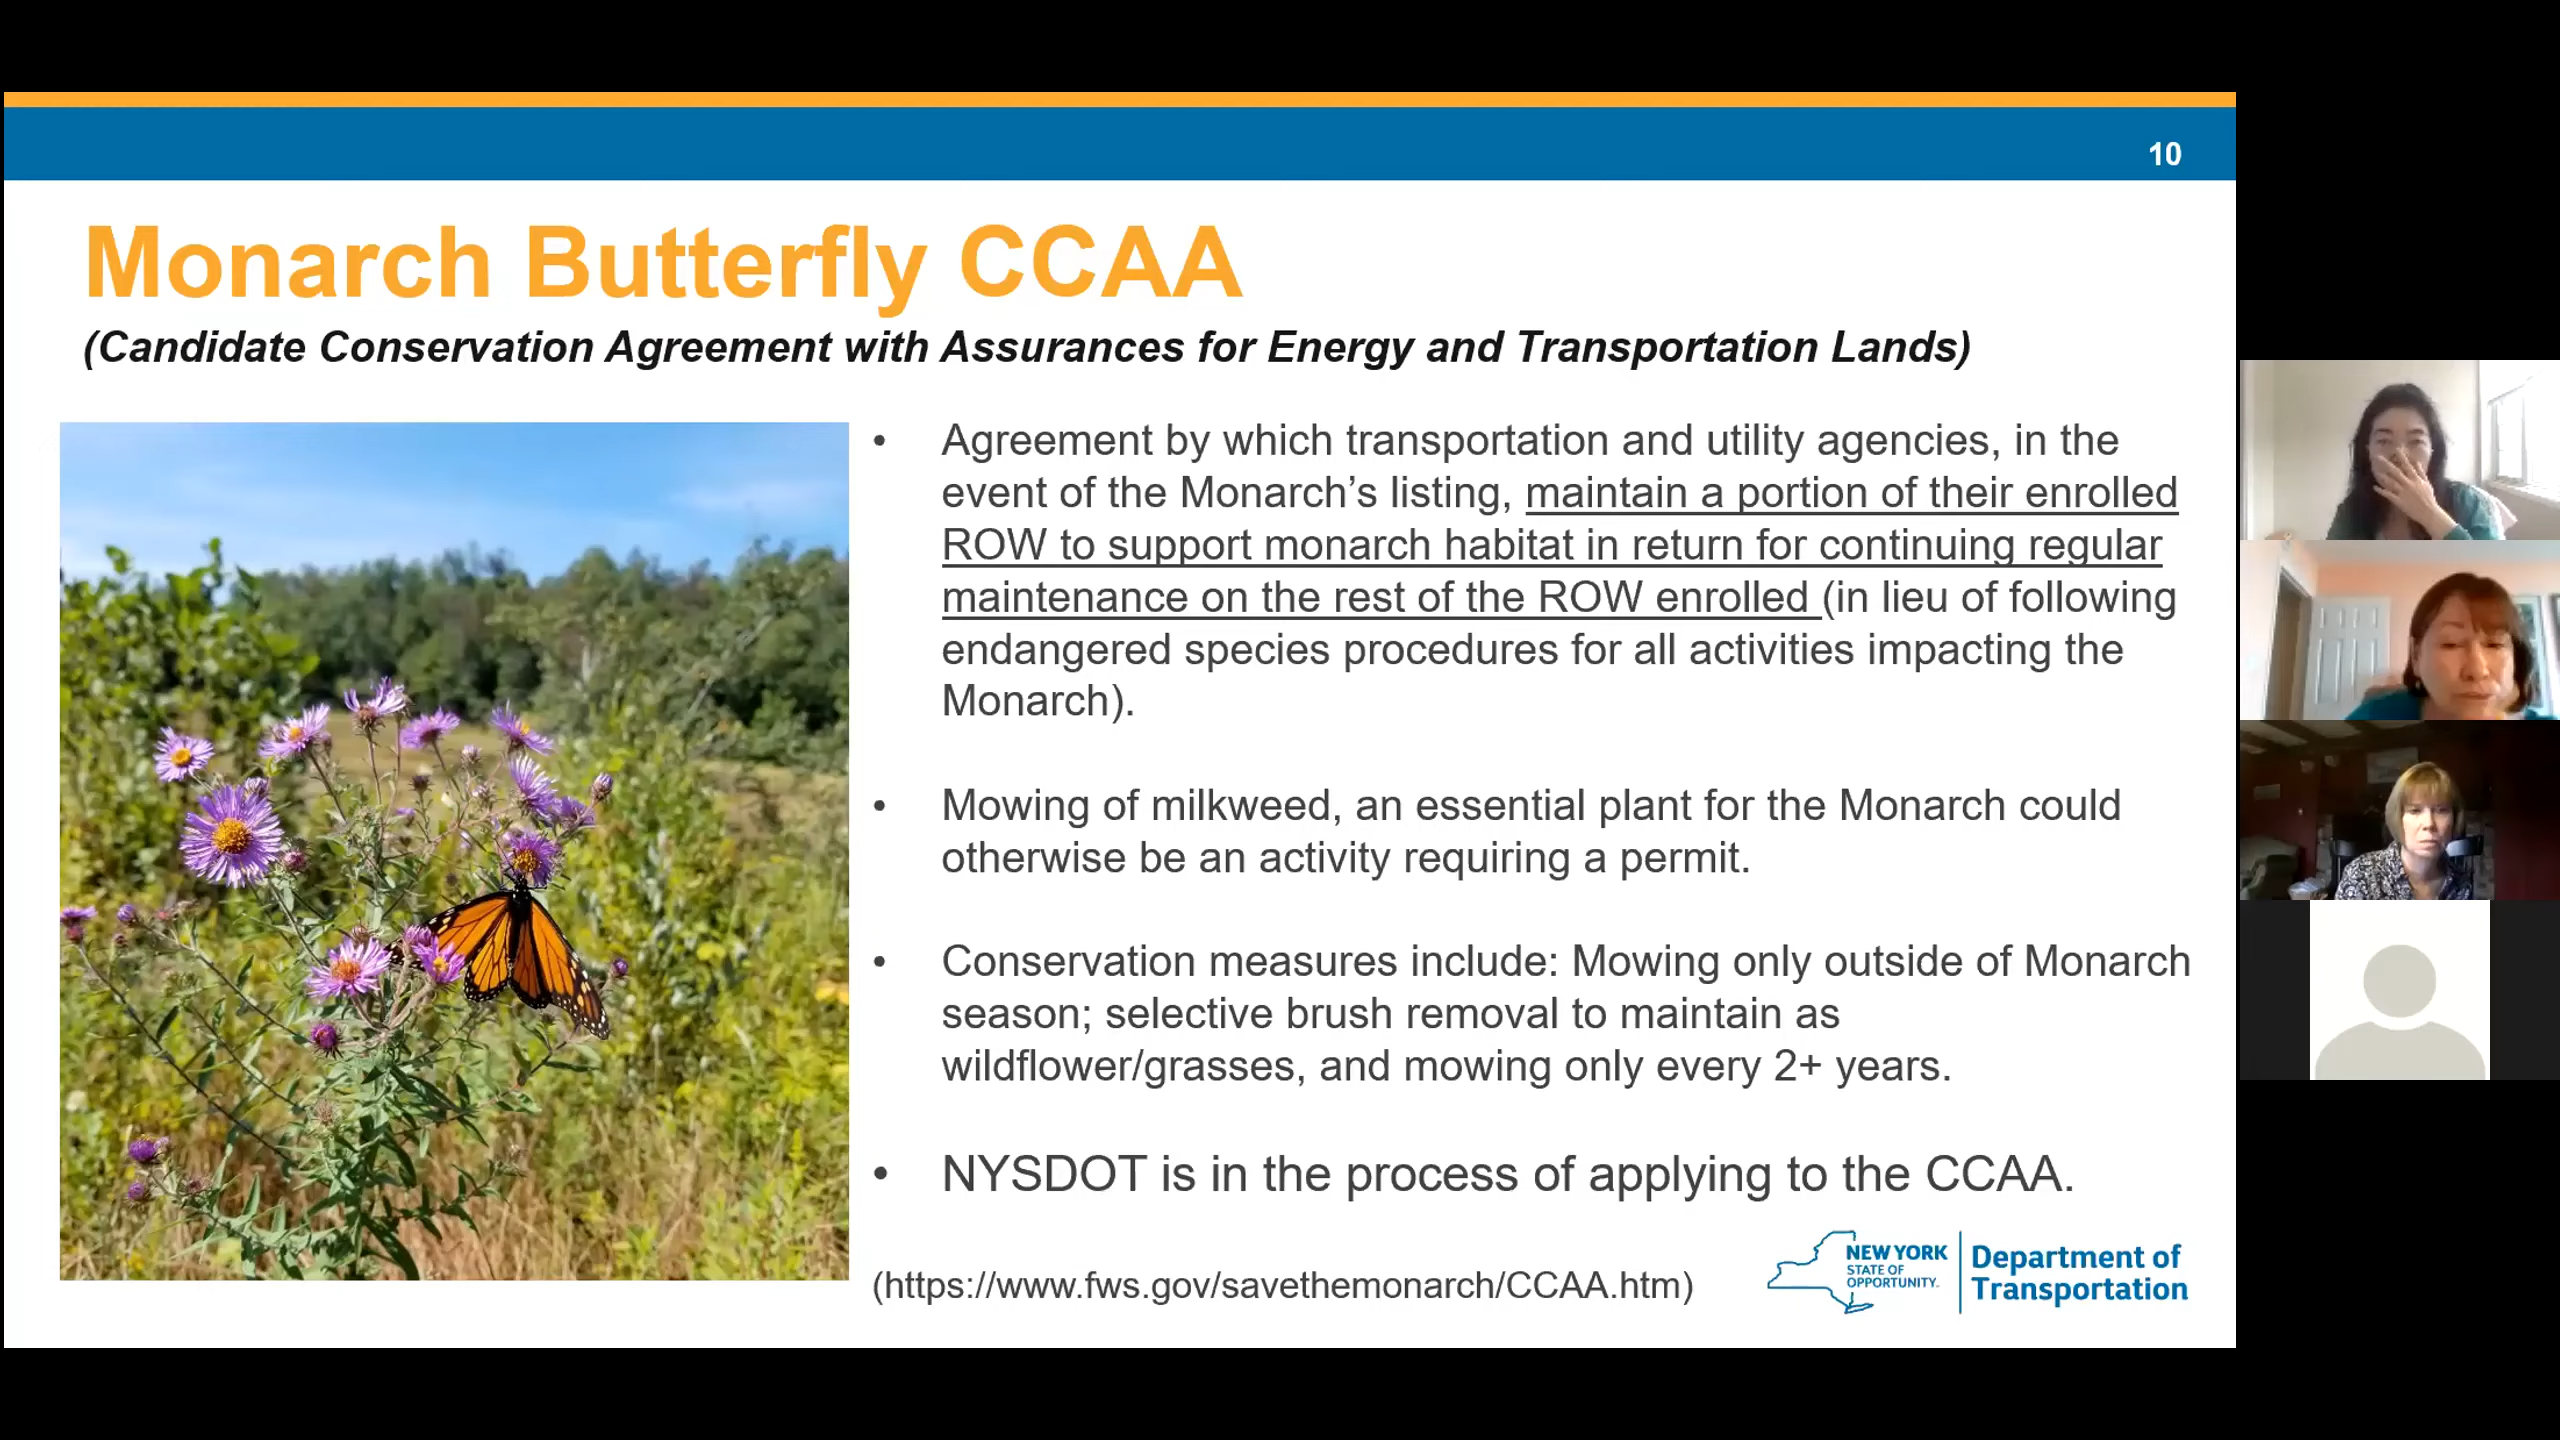 10
Monarch Butterfly CCAA
(Candidate Conservation Agreement with Assurances for Energy and Transportation Lands)
• Agreement by which transportation and utility agencies, in the
event of the Monarch's listing, maintain a portion of their enrolled
ROW to support monarch habitat in return for continuing regular
maintenance on the rest of the ROW enrolled (in lieu of following
endangered species procedures for all activities impacting the
Monarch).
• Mowing of milkweed, an essential plant for the Monarch could
otherwise be an activity requiring a permit.
• Conservation measures include: Mowing only outside of Monarch
season; selective brush removal to maintain as
wildflower/grasses, and mowing only every 2+ years.
• NYSDOT is in the process of applying to the CCAA.
(https://www.fws.gov/savethemonarch/CCAA.htm)
NEW YORK
STATE OF
OPPORTUNITY.
Department of
Transportation